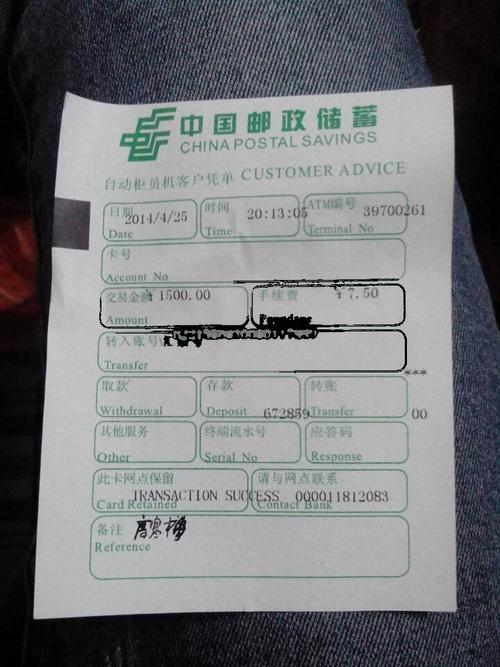 中国邮政储蓄
CHINA POSTAL SAVINGS
自动柜员机客户凭单 CUSTOMER ADVICE
日期 时间 ATM编号
2014/4/25 20:13:05 39700261
Date Time Terminal No
卡号
Account No
交易金额 ¥ 1500.00 手续费 ¥7.50
Amount
转入账号
Transfer
***
取款 存款 转账
Withdrawal Deposit 672859 Transfer 00
其他服务 终端流水号 应答码
Other Serial No Response
此卡网点保留 请与网点联系
TRANSACTION SUCCESS 000011812083
Card Retained Contact Bank
备注
Reference